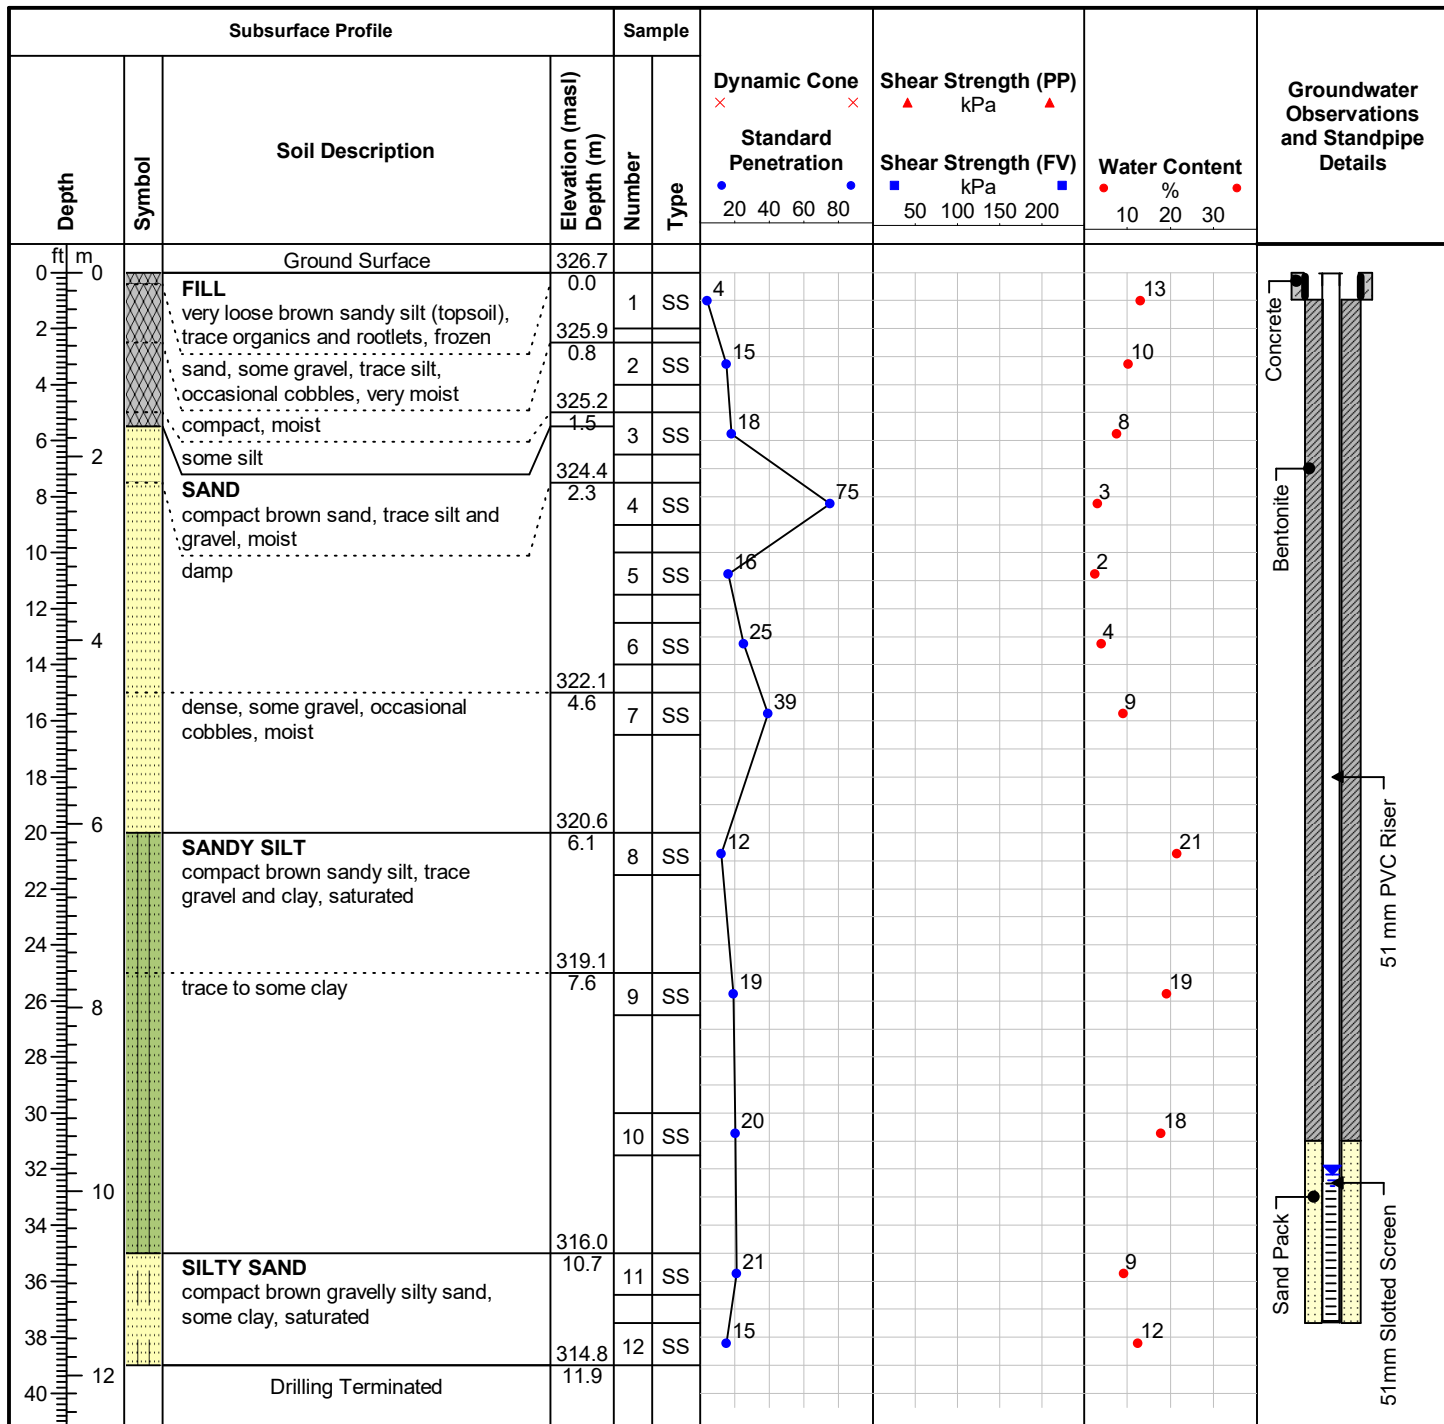 Subsurface Profile
Sample
Depth
Symbol
Soil Description
Elevation (masl)
Depth (m)
Number
Type
Dynamic Cone
Standard
Penetration
20 40 60 80
Shear Strength (PP)
kPa
Shear Strength (FV)
kPa
50 100 150 200
Water Content
%
10 20 30
Groundwater
Observations
and Standpipe
Details
ft m
Ground Surface
326.7
0 0
0.0
FILL
very loose brown sandy silt (topsoil),
trace organics and rootlets, frozen
1 SS
4
13
2
325.9
0.8
sand, some gravel, trace silt,
occasional cobbles, very moist
2 SS
15
10
4
325.2
1.5
compact, moist
3 SS
18
8
6
some silt
2
324.4
2.3
SAND
compact brown sand, trace silt and
gravel, moist
8
4 SS
75
3
10
damp
5 SS
16
2
12
4
6 SS
25
4
14
322.1
4.6
dense, some gravel, occasional
cobbles, moist
16
7 SS
39
9
18
6
320.6
20
6.1
SANDY SILT
compact brown sandy silt, trace
gravel and clay, saturated
8 SS
12
21
22
24
319.1
7.6
trace to some clay
9 SS
19
19
26
8
28
30
10 SS
20
18
32
10
34
316.0
10.7
SILTY SAND
compact brown gravelly silty sand,
some clay, saturated
11 SS
21
9
36
38
12 SS
15
12
314.8
11.9
12
Drilling Terminated
40
Concrete
Bentonite
51 mm PVC Riser
Sand Pack
51mm Slotted Screen